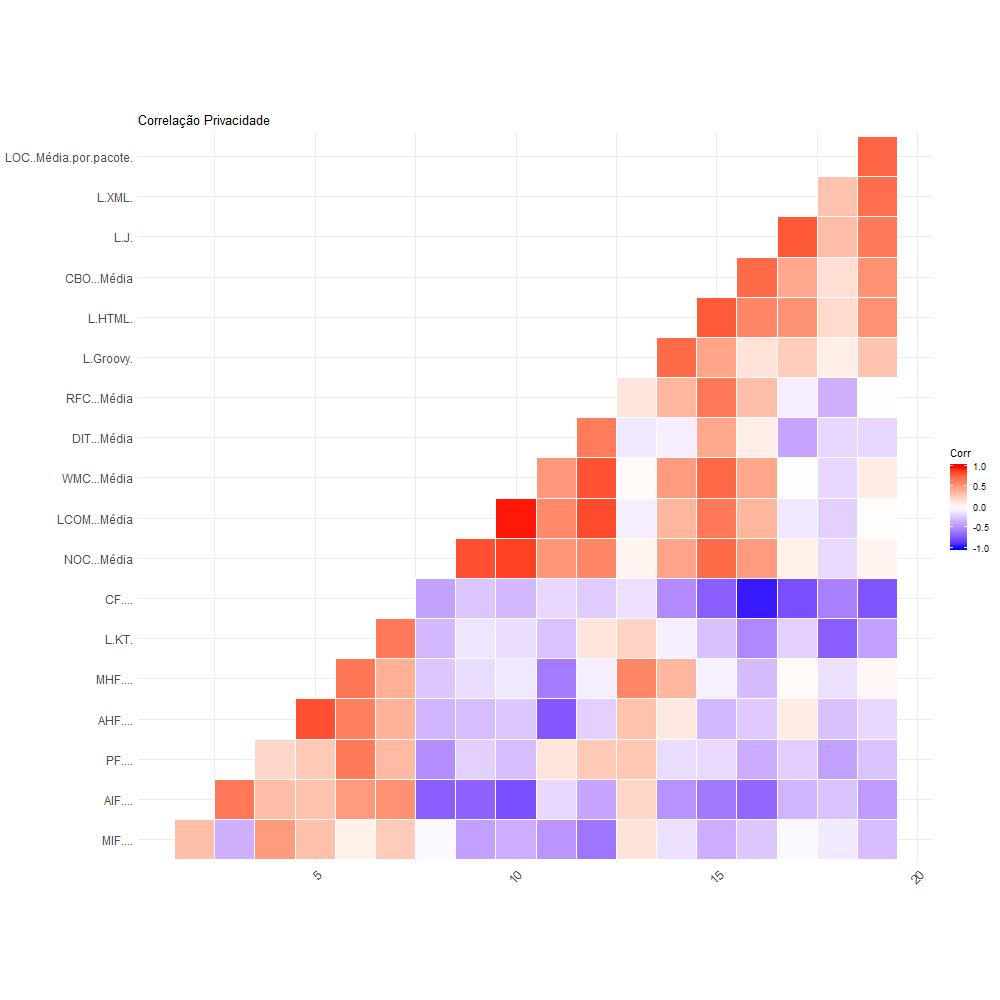 Correlação Privacidade
LOC..Média.por.pacote.
L.XML.
L.J.
CBO...Média
L.HTML.
L.Groovy.
RFC...Média
DIT...Média
WMC...Média
LCOM...Média
NOC...Média
CF....
L.KT.
MHF....
AHF....
PF....
AIF....
MIF....
5
10
15
20
Corr
1.0
0.5
0.0
-0.5
-1.0